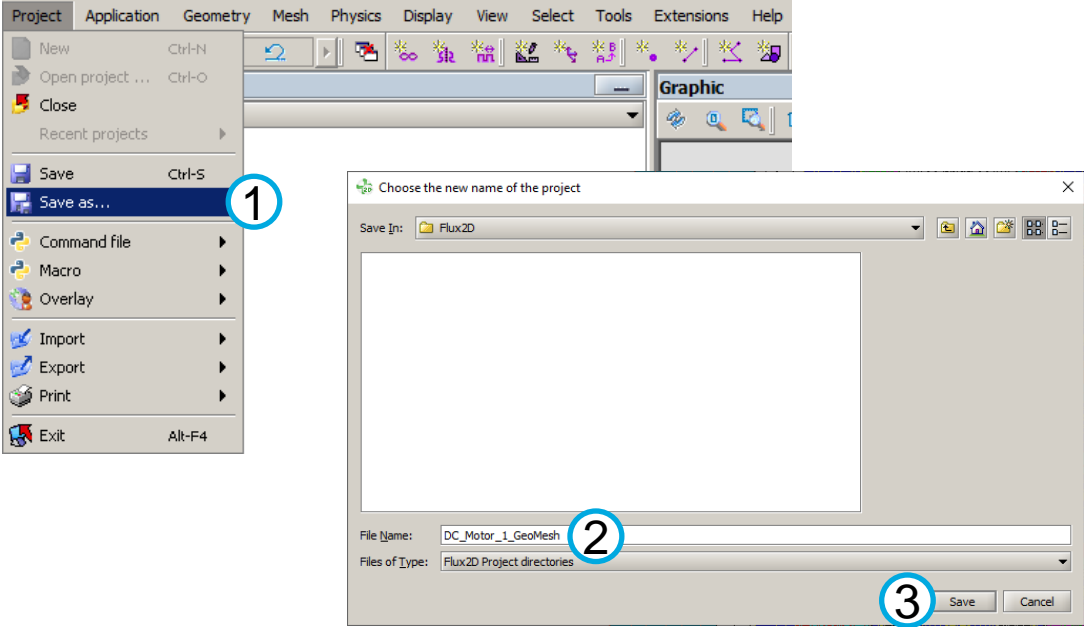 Project Application Geometry Mesh Physics Display View Select Tools Extensions Help
New Ctrl-N
Open project ... Ctrl-O
Close
Recent projects
Save Ctrl-S
Save as...
1
Command file
Macro
Overlay
Import
Export
Print
Exit Alt-F4
Graphic
Choose the new name of the project
Save In: Flux2D
File Name: DC_Motor_1_GeoMesh
2
Files of Type: Flux2D Project directories
3
Save Cancel